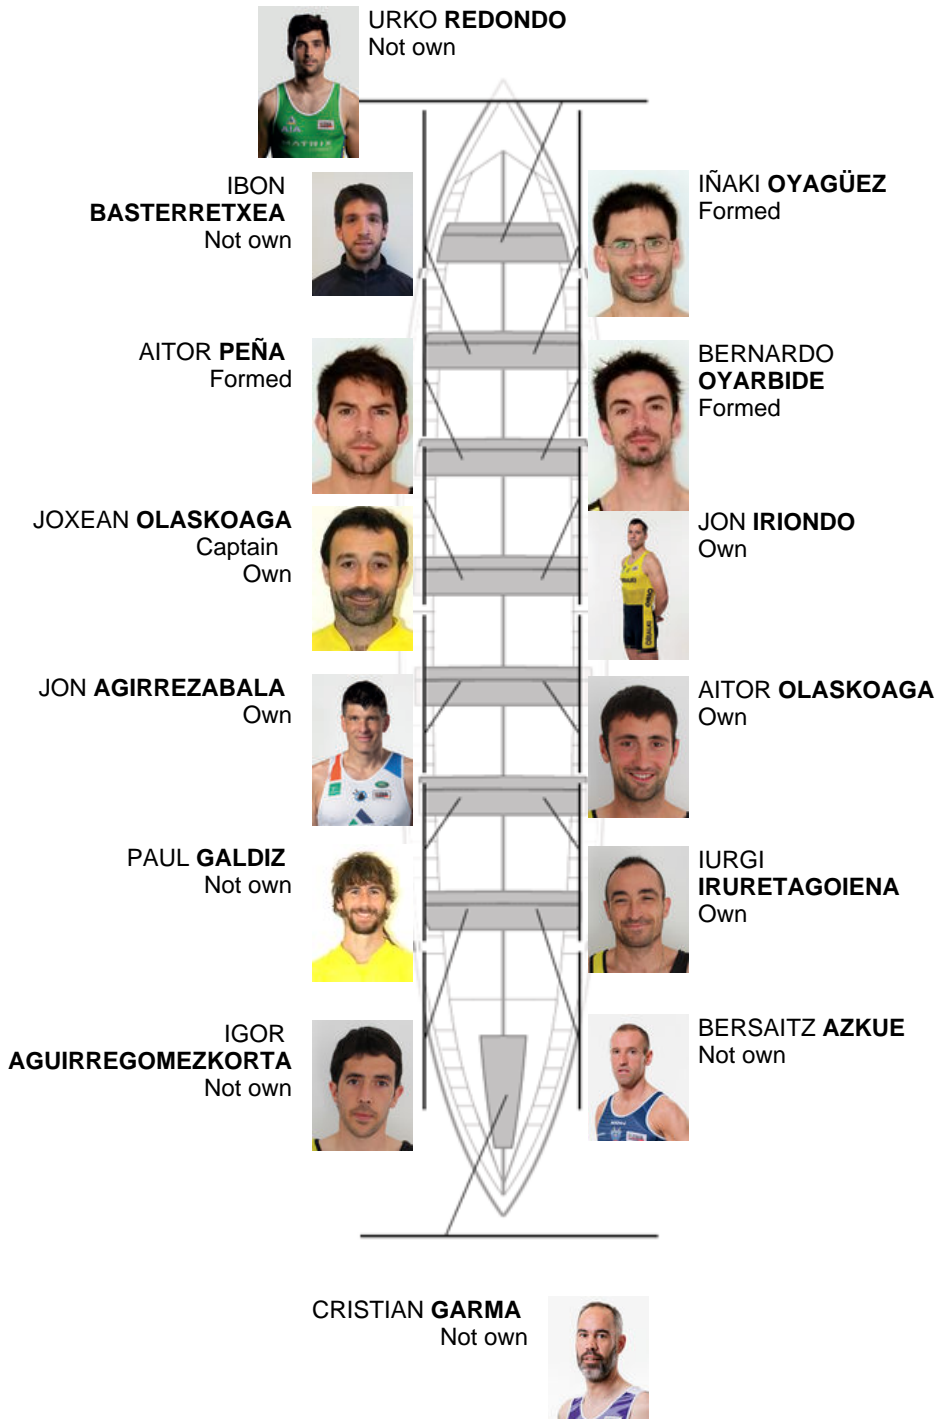 URKO REDONDO
Not own
IBON
BASTERRETXEA
Not own
IÑAKI OYAGÜEZ
Formed
AITOR PEÑA
Formed
BERNARDO
OYARBIDE
Formed
JOXEAN OLASKOAGA
Captain
Own
JON IRIONDO
Own
JON AGIRREZABALA
Own
AITOR OLASKOAGA
Own
PAUL GALDIZ
Not own
IURGI
IRURETAGOIENA
Own
IGOR
AGUIRREGOMEZKORTA
Not own
BERSAITZ AZKUE
Not own
CRISTIAN GARMA
Not own